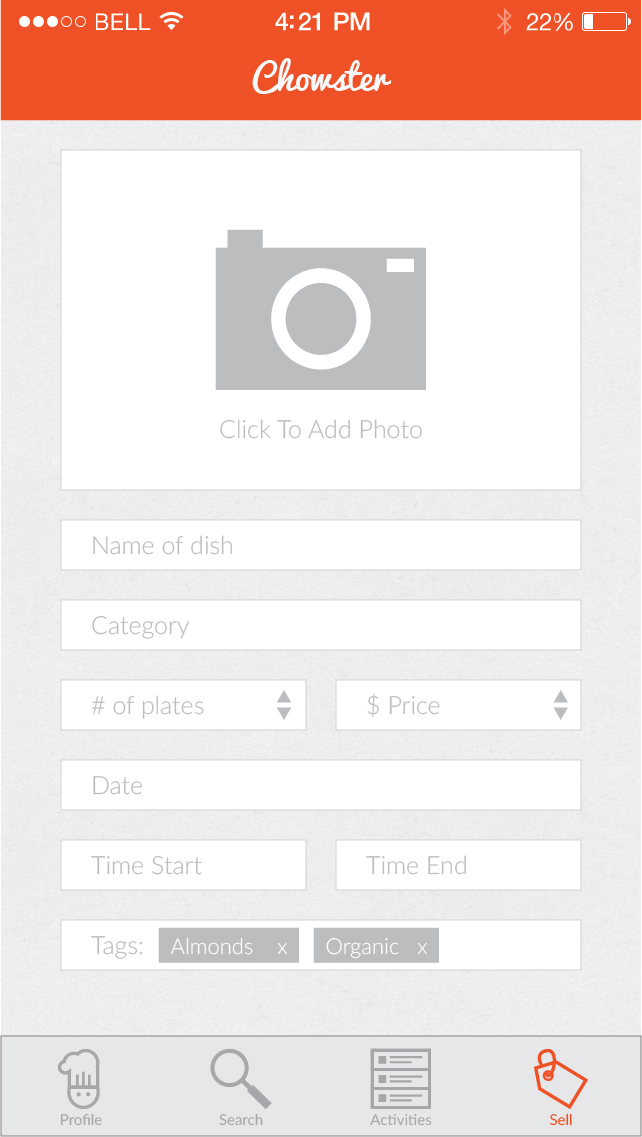 BELL 4:21 PM 22%
Chowster
Click To Add Photo
Name of dish
Category
# of plates $ Price
Date
Time Start Time End
Tags: Almonds x Organic x
Profile Search Activities Sell